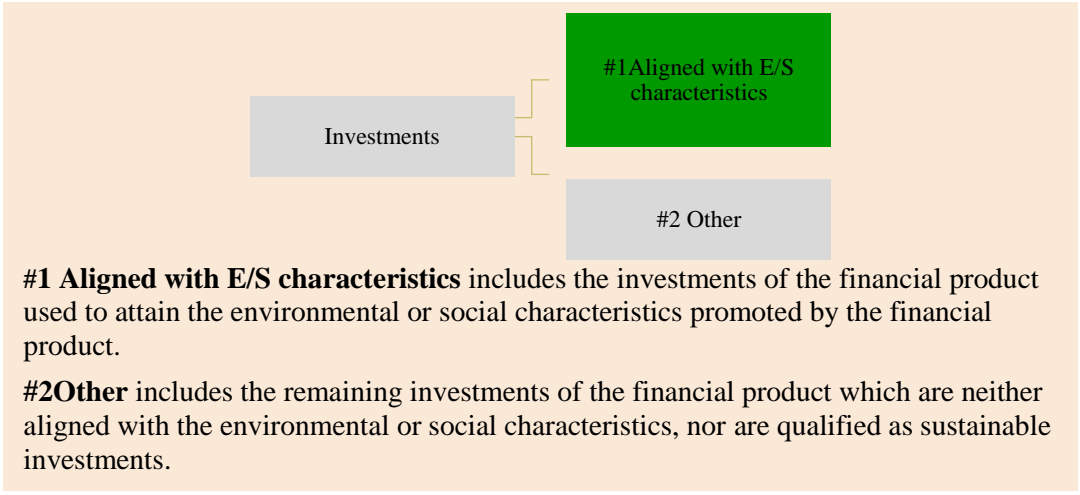 #1Aligned with E/S
characteristics
Investments
#2 Other
#1 Aligned with E/S characteristics includes the investments of the financial product
used to attain the environmental or social characteristics promoted by the financial
product.
#2Other includes the remaining investments of the financial product which are neither
aligned with the environmental or social characteristics, nor are qualified as sustainable
investments.